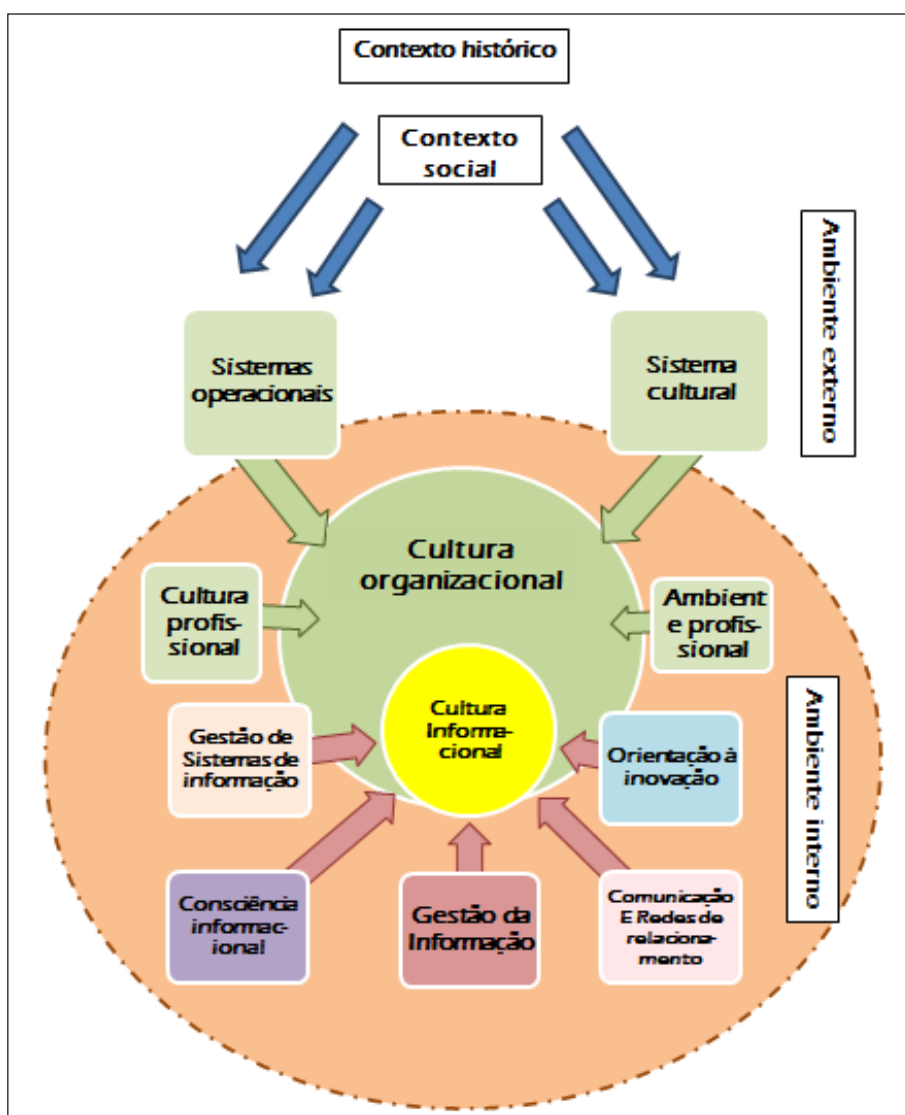 Contexto histórico
Contexto
social
Ambiente externo
Sistemas
operacionais
Sistema
cultural
Cultura
organizacional
Cultura
profis-
sional
Ambient
e profis-
sional
Cultura
Informa-
cional
Gestão de
Sistemas de
informação
Orientação à
inovação
Ambiente interno
Consciência
informac-
ional
Gestão da
Informação
Comunicação
E Redes de
relaciona-
mento